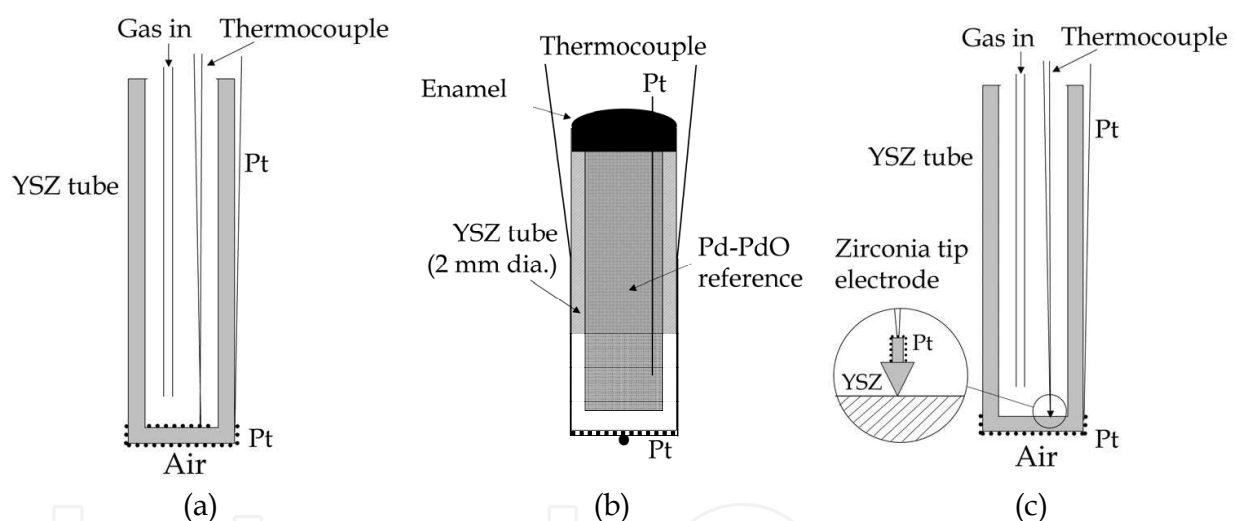 Gas in
Thermocouple
Pt
YSZ tube
Pt
Air
(a)
Thermocouple
Pt
Enamel
YSZ tube
(2 mm dia.)
Pd-PdO
reference
Pt
(b)
Gas in
Thermocouple
Pt
YSZ tube
Zirconia tip
electrode
Pt
YSZ
Pt
Air
(c)